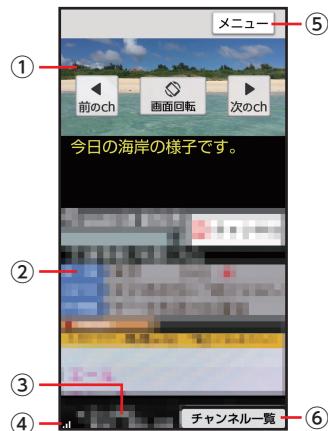 メニュー
⑤
①
前のch
画面回転
次のch
今日の海岸の様子です。
②
③
④
チャンネル一覧
⑥